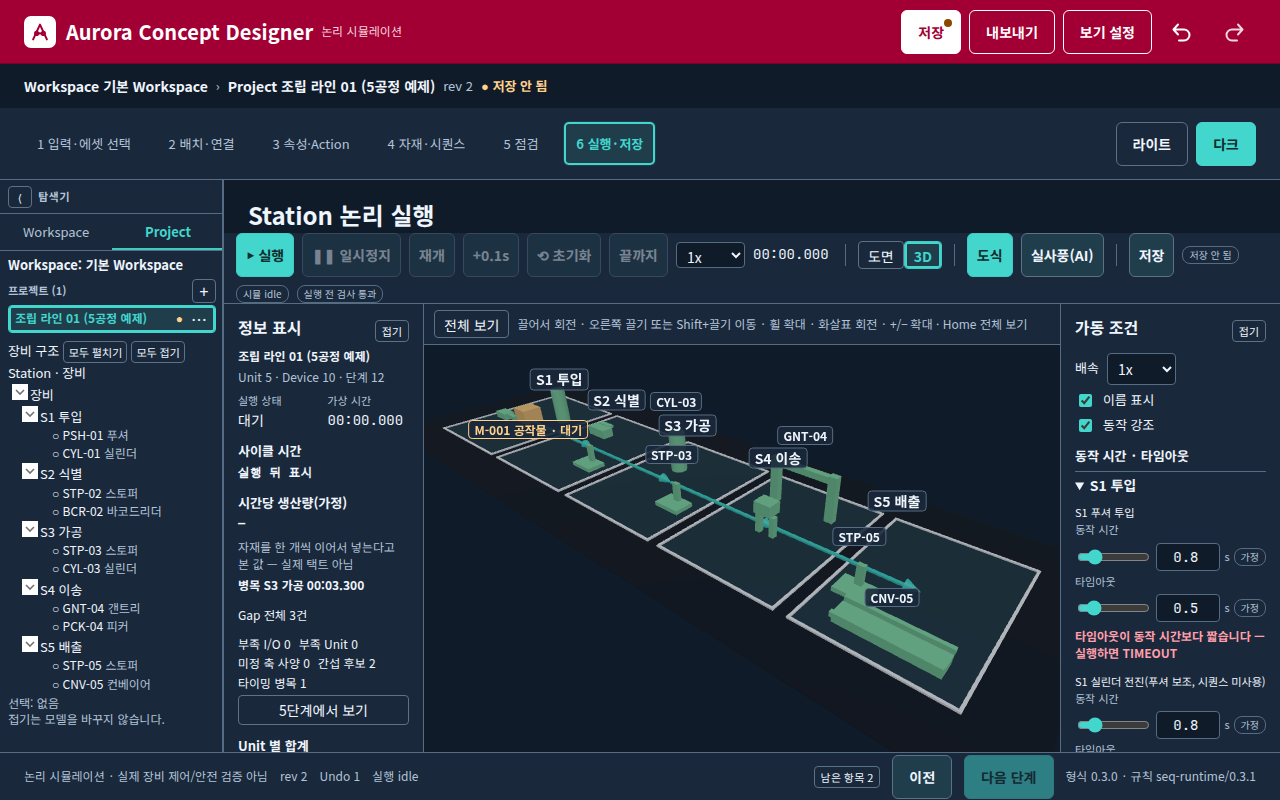 Aurora Concept Designer 논리 시뮬레이션
저장 내보내기 보기 설정
Workspace 기본 Workspace › Project 조립 라인 01 (5공정 예제) rev 2 ● 저장 안 됨
1 입력·에셋 선택 2 배치·연결 3 속성·Action 4 자재·시퀀스 5 점검 6 실행·저장 라이트 다크
⟨ 탐색기
Workspace Project
Workspace: 기본 Workspace
프로젝트 (1) +
조립 라인 01 (5공정 예제) ● ···
장비 구조 모두 펼치기 모두 접기
Station · 장비
장비
S1 투입
○ PSH-01 푸셔
○ CYL-01 실린더
S2 식별
○ STP-02 스토퍼
○ BCR-02 바코드리더
S3 가공
○ STP-03 스토퍼
○ CYL-03 실린더
S4 이송
○ GNT-04 갠트리
○ PCK-04 피커
S5 배출
○ STP-05 스토퍼
○ CNV-05 컨베이어
선택: 없음
접기는 모델을 바꾸지 않습니다.
Station 논리 실행
▶ 실행 ❚❚ 일시정지 재개 +0.1s ⟲ 초기화 끝까지 1x 00:00.000 도면 3D 도식 실사풍(AI) 저장 저장 안 됨
시뮬 idle 실행 전 검사 통과
정보 표시 접기
조립 라인 01 (5공정 예제)
Unit 5 · Device 10 · 단계 12
실행 상태 가상 시간
대기 00:00.000
사이클 시간
실행 뒤 표시
시간당 생산량(가정)
—
자재를 한 개씩 이어서 넣는다고
본 값 — 실제 택트 아님
병목 S3 가공 00:03.300
Gap 전체 3건
부족 I/O 0 부족 Unit 0
미정 축 사양 0 간섭 후보 2
타이밍 병목 1
5단계에서 보기
Unit 별 합계
전체 보기 끌어서 회전 · 오른쪽 끌기 또는 Shift+끌기 이동 · 휠 확대 · 화살표 회전 · +/− 확대 · Home 전체 보기
S1 투입
S2 식별
CYL-03
S3 가공
M-001 공작물 · 대기
GNT-04
STP-03
S4 이송
S5 배출
STP-05
CNV-05
가동 조건 접기
배속 1x
이름 표시
동작 강조
동작 시간 · 타임아웃
▼ S1 투입
S1 푸셔 투입
동작 시간
0.8 s 가정
타임아웃
0.5 s 가정
타임아웃이 동작 시간보다 짧습니다 —
실행하면 TIMEOUT
S1 실린더 전진(푸셔 보조, 시퀀스 미사용)
동작 시간
0.8 s 가정
타임아웃
논리 시뮬레이션 · 실제 장비 제어/안전 검증 아님 rev 2 Undo 1 실행 idle 남은 항목 2 이전 다음 단계 형식 0.3.0 · 규칙 seq-runtime/0.3.1